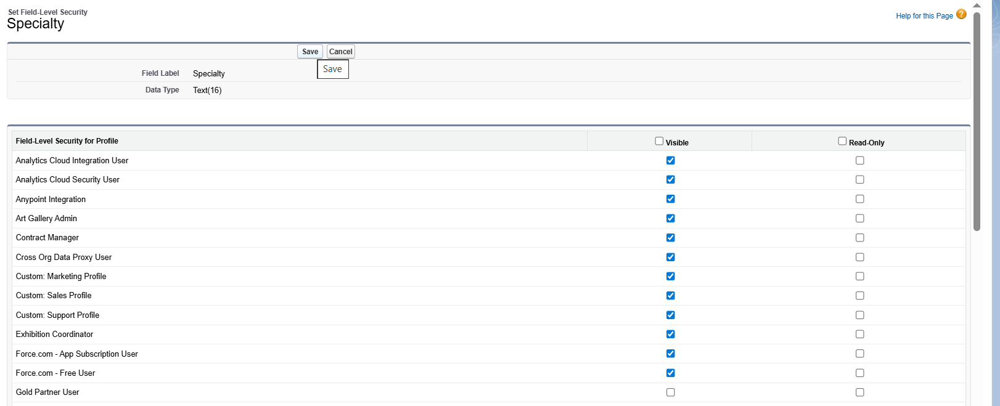 Set Field-Level Security
Specialty
Help for this Page ?
Save Cancel
Save
Field Label Specialty
Data Type Text(16)
Field-Level Security for Profile Visible Read-Only
Analytics Cloud Integration User
Analytics Cloud Security User
Anypoint Integration
Art Gallery Admin
Contract Manager
Cross Org Data Proxy User
Custom: Marketing Profile
Custom: Sales Profile
Custom: Support Profile
Exhibition Coordinator
Force.com - App Subscription User
Force.com - Free User
Gold Partner User